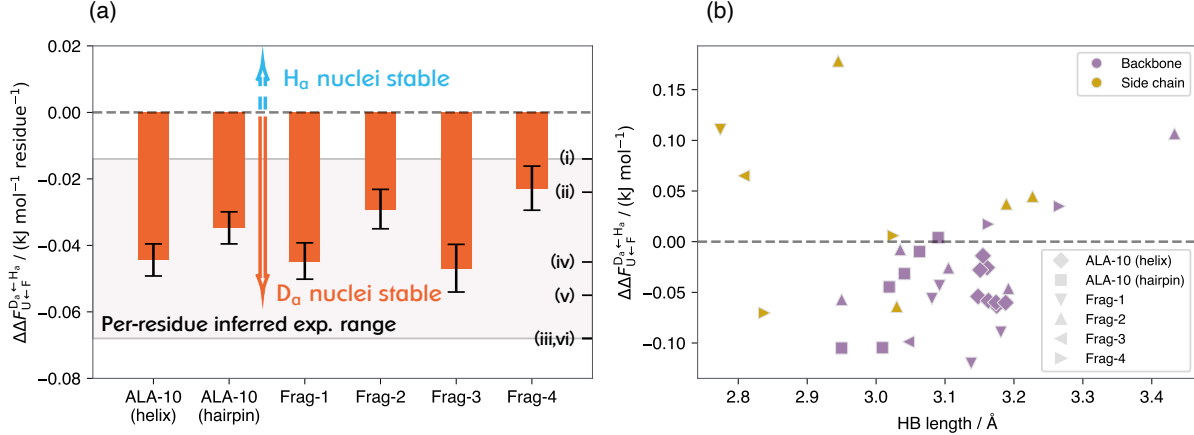 (a)
0.02
0.00
−0.02
−0.04
−0.06
−0.08
ΔΔF^{Dₐ←Hₐ}_{U←F} / (kJ mol⁻¹ residue⁻¹)
Hₐ nuclei stable
Dₐ nuclei stable
Per-residue inferred exp. range
(i)
(ii)
(iv)
(v)
(iii,vi)
ALA-10
(helix)
ALA-10
(hairpin)
Frag-1
Frag-2
Frag-3
Frag-4
(b)
0.15
0.10
0.05
0.00
−0.05
−0.10
ΔΔF^{Dₐ←Hₐ}_{U←F} / (kJ mol⁻¹)
Backbone
Side chain
ALA-10 (helix)
ALA-10 (hairpin)
Frag-1
Frag-2
Frag-3
Frag-4
2.8
2.9
3.0
3.1
3.2
3.3
3.4
HB length / Å